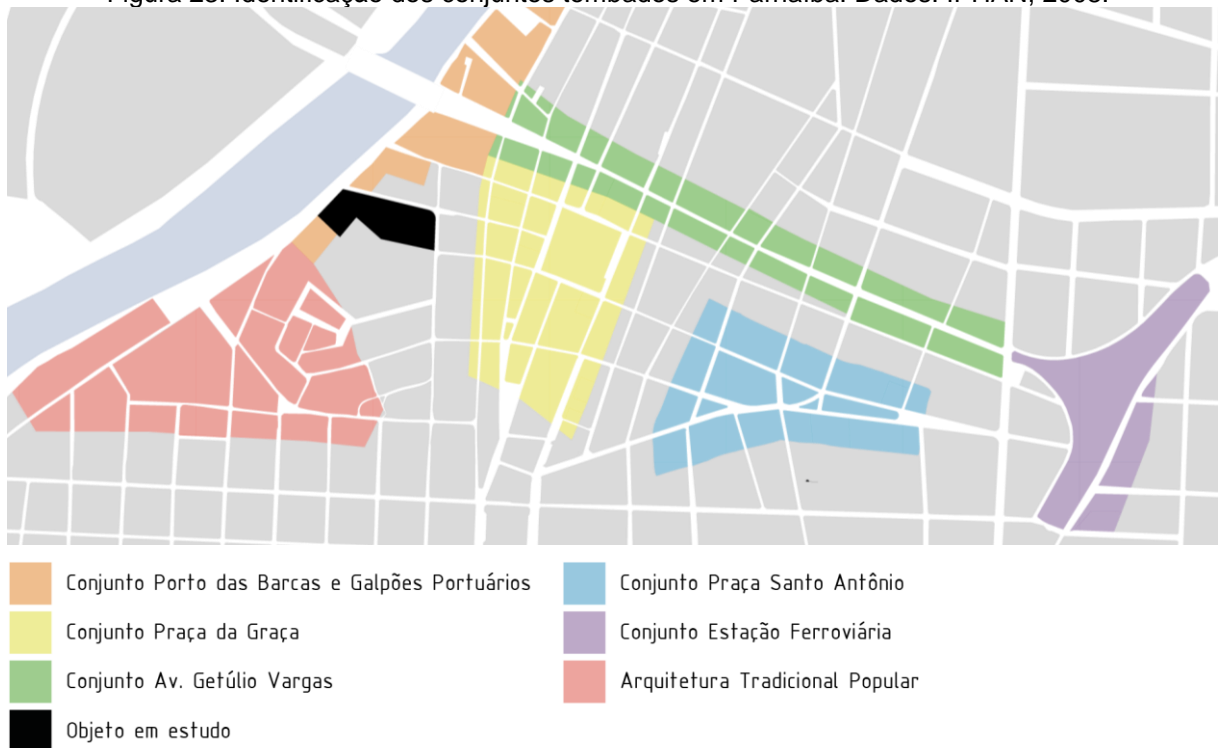 Conjunto Porto das Barcas e Galpões Portuários
Conjunto Praça da Graça
Conjunto Av. Getúlio Vargas
Objeto em estudo
Conjunto Praça Santo Antônio
Conjunto Estação Ferroviária
Arquitetura Tradicional Popular